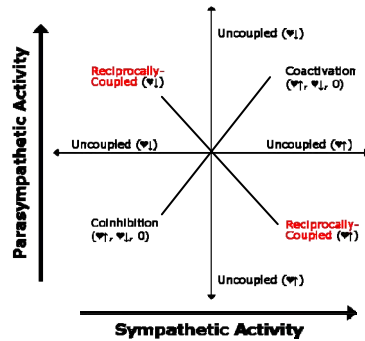 Uncoupled (♥↓)
Reciprocally-
Coupled (♥↓)
Coactivation
(♥↑, ♥↓, 0)
Uncoupled (♥↓)
Uncoupled (♥↑)
Coinhibition
(♥↑, ♥↓, 0)
Reciprocally-
Coupled (♥↑)
Uncoupled (♥↑)
Parasympathetic Activity
Sympathetic Activity